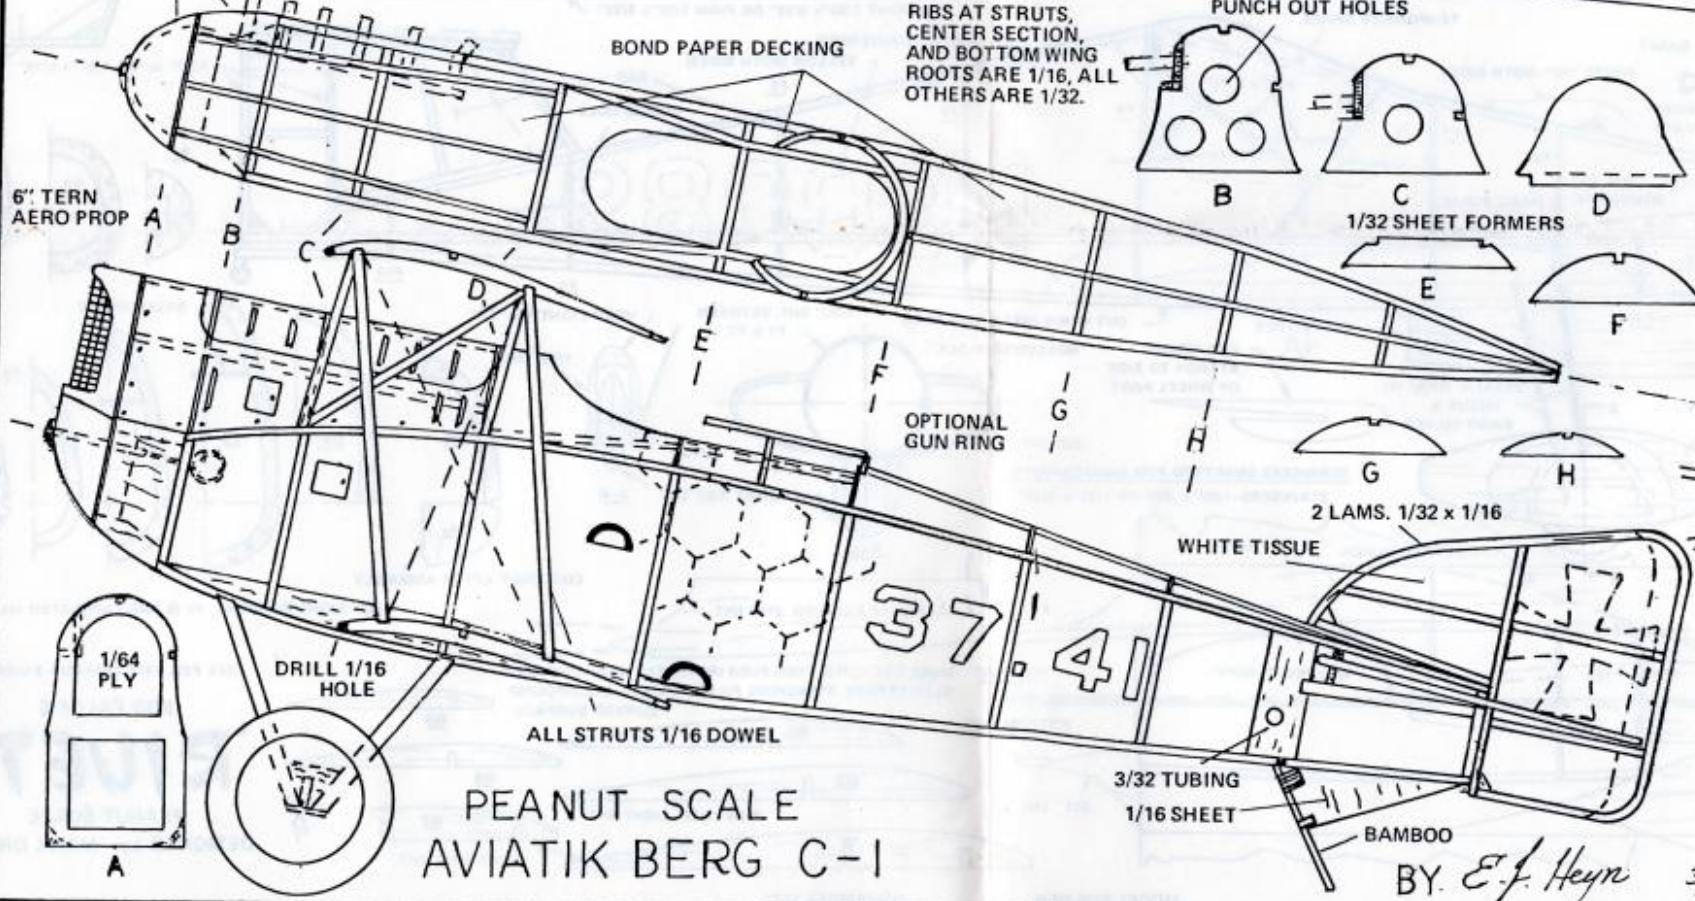 RIBS AT STRUTS,
CENTER SECTION,
AND BOTTOM WING
ROOTS ARE 1/16, ALL
OTHERS ARE 1/32.
PUNCH OUT HOLES
BOND PAPER DECKING
6" TERN
AERO PROP
A
B
C
D
E
F
G
H
B
C
D
1/32 SHEET FORMERS
E
F
G
H
OPTIONAL
GUN RING
2 LAMS. 1/32 x 1/16
WHITE TISSUE
37
41
1/64
PLY
A
DRILL 1/16
HOLE
ALL STRUTS 1/16 DOWEL
3/32 TUBING
1/16 SHEET
BAMBOO
PEANUT SCALE
AVIATIK BERG C-1
BY. E.J. Heyn